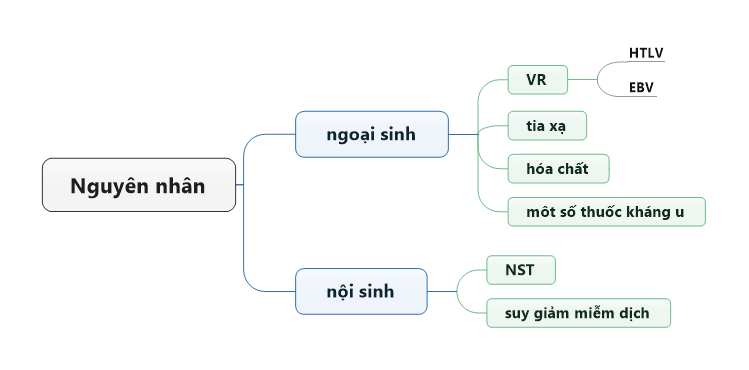 Nguyên nhân
ngoại sinh
VR
HTLV
EBV
tia xạ
hóa chất
môt số thuốc kháng u
nội sinh
NST
suy giảm miễm dịch